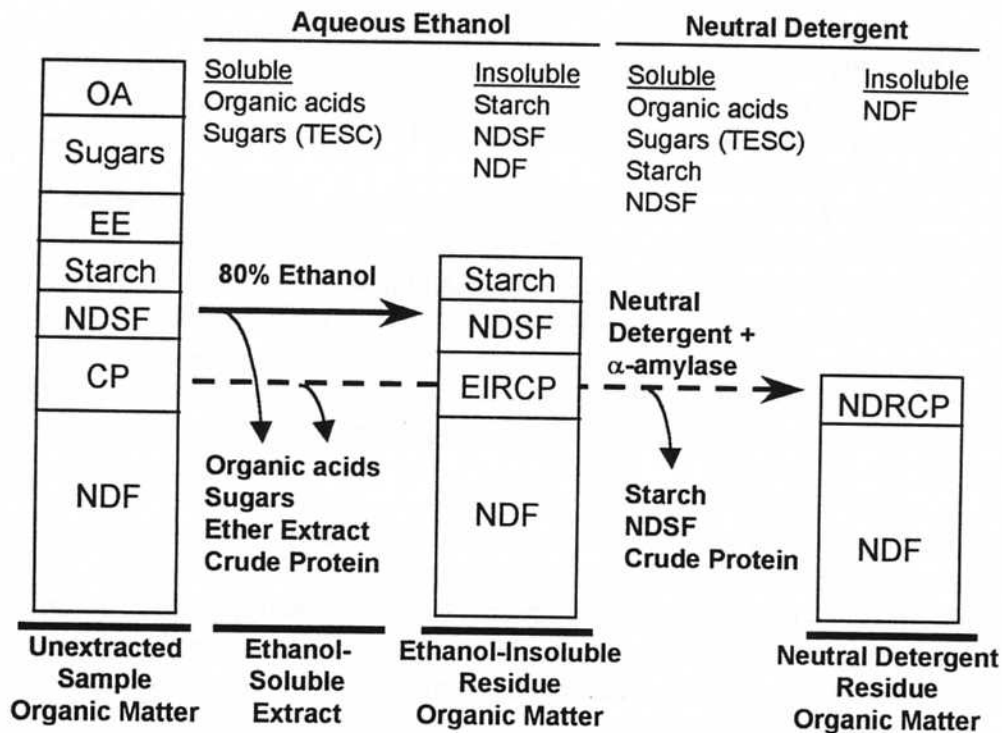 Aqueous Ethanol
Neutral Detergent
Soluble
Organic acids
Sugars (TESC)
Insoluble
Starch
NDSF
NDF
Soluble
Organic acids
Sugars (TESC)
Starch
NDSF
Insoluble
NDF
OA
Sugars
EE
Starch
NDSF
CP
NDF
80% Ethanol
Organic acids
Sugars
Ether Extract
Crude Protein
Starch
NDSF
EIRCP
NDF
Neutral
Detergent +
α-amylase
Starch
NDSF
Crude Protein
NDRCP
NDF
Unextracted
Sample
Organic Matter
Ethanol-
Soluble
Extract
Ethanol-Insoluble
Residue
Organic Matter
Neutral Detergent
Residue
Organic Matter